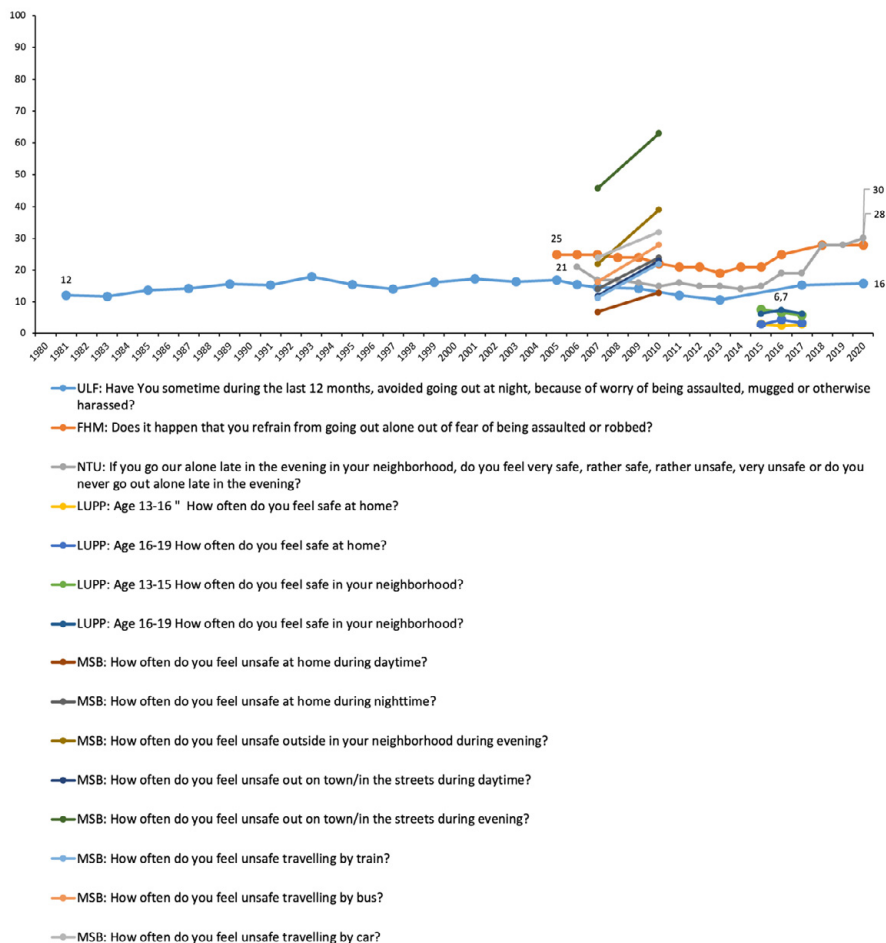 100
90
80
70
60
50
40
30
20
10
0
12
25
21
6,7
30
28
16
1980 1981 1982 1983 1984 1985 1986 1987 1988 1989 1990 1991 1992 1993 1994 1995 1996 1997 1998 1999 2000 2001 2002 2003 2004 2005 2006 2007 2008 2009 2010 2011 2012 2013 2014 2015 2016 2017 2018 2019 2020
ULF: Have You sometime during the last 12 months, avoided going out at night, because of worry of being assaulted, mugged or otherwise
harassed?
FHM: Does it happen that you refrain from going out alone out of fear of being assaulted or robbed?
NTU: If you go our alone late in the evening in your neighborhood, do you feel very safe, rather safe, rather unsafe, very unsafe or do you
never go out alone late in the evening?
LUPP: Age 13-16 " How often do you feel safe at home?
LUPP: Age 16-19 How often do you feel safe at home?
LUPP: Age 13-15 How often do you feel safe in your neighborhood?
LUPP: Age 16-19 How often do you feel safe in your neighborhood?
MSB: How often do you feel unsafe at home during daytime?
MSB: How often do you feel unsafe at home during nighttime?
MSB: How often do you feel unsafe outside in your neighborhood during evening?
MSB: How often do you feel unsafe out on town/in the streets during daytime?
MSB: How often do you feel unsafe out on town/in the streets during evening?
MSB: How often do you feel unsafe travelling by train?
MSB: How often do you feel unsafe travelling by bus?
MSB: How often do you feel unsafe travelling by car?